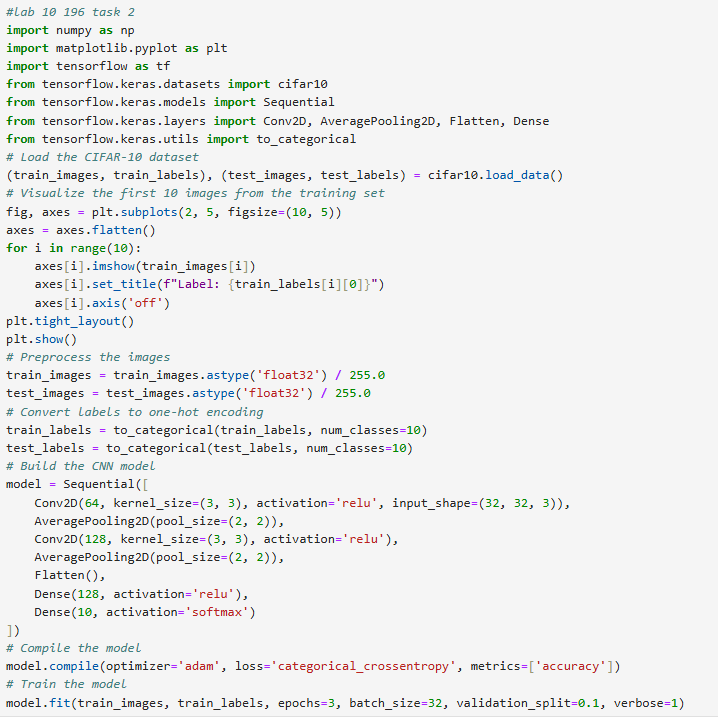 #lab 10 196 task 2
import numpy as np
import matplotlib.pyplot as plt
import tensorflow as tf
from tensorflow.keras.datasets import cifar10
from tensorflow.keras.models import Sequential
from tensorflow.keras.layers import Conv2D, AveragePooling2D, Flatten, Dense
from tensorflow.keras.utils import to_categorical
# Load the CIFAR-10 dataset
(train_images, train_labels), (test_images, test_labels) = cifar10.load_data()
# Visualize the first 10 images from the training set
fig, axes = plt.subplots(2, 5, figsize=(10, 5))
axes = axes.flatten()
for i in range(10):
    axes[i].imshow(train_images[i])
    axes[i].set_title(f"Label: {train_labels[i][0]}")
    axes[i].axis('off')
plt.tight_layout()
plt.show()
# Preprocess the images
train_images = train_images.astype('float32') / 255.0
test_images = test_images.astype('float32') / 255.0
# Convert labels to one-hot encoding
train_labels = to_categorical(train_labels, num_classes=10)
test_labels = to_categorical(test_labels, num_classes=10)
# Build the CNN model
model = Sequential([
    Conv2D(64, kernel_size=(3, 3), activation='relu', input_shape=(32, 32, 3)),
    AveragePooling2D(pool_size=(2, 2)),
    Conv2D(128, kernel_size=(3, 3), activation='relu'),
    AveragePooling2D(pool_size=(2, 2)),
    Flatten(),
    Dense(128, activation='relu'),
    Dense(10, activation='softmax')
])
# Compile the model
model.compile(optimizer='adam', loss='categorical_crossentropy', metrics=['accuracy'])
# Train the model
model.fit(train_images, train_labels, epochs=3, batch_size=32, validation_split=0.1, verbose=1)